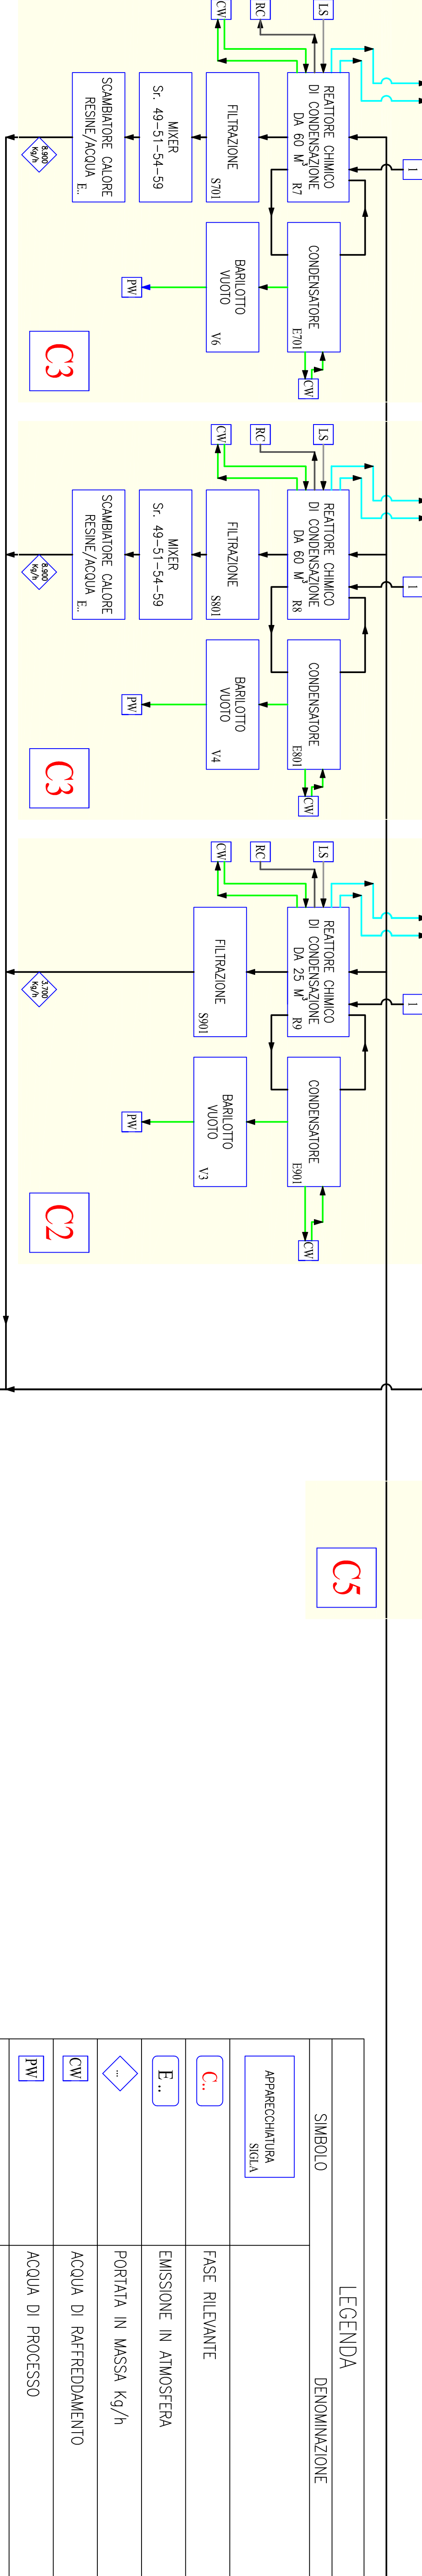 CW
RC
LS
REATTORE CHIMICO
DI CONDENSAZIONE
DA 60 M³
R7
1
FILTRAZIONE
S701
MIXER
Sr. 49-51-54-59
SCAMBIATORE CALORE
RESINE/ACQUA
E..
8.900
Kg/h
CONDENSATORE
E701
BARILOTTO
VUOTO
V6
PW
CW
C3
CW
RC
LS
REATTORE CHIMICO
DI CONDENSAZIONE
DA 60 M³
R8
1
FILTRAZIONE
S801
MIXER
Sr. 49-51-54-59
SCAMBIATORE CALORE
RESINE/ACQUA
E..
8.900
Kg/h
CONDENSATORE
E801
BARILOTTO
VUOTO
V4
PW
CW
C3
CW
RC
LS
REATTORE CHIMICO
DI CONDENSAZIONE
DA 25 M³
R9
1
FILTRAZIONE
S901
3.700
Kg/h
CONDENSATORE
E901
BARILOTTO
VUOTO
V3
PW
CW
C2
C5
LEGENDA
SIMBOLO
DENOMINAZIONE
APPARECCHIATURA
SIGLA
C..
FASE RILEVANTE
E ..
EMISSIONE IN ATMOSFERA
...
PORTATA IN MASSA Kg/h
CW
ACQUA DI RAFFREDDAMENTO
PW
ACQUA DI PROCESSO